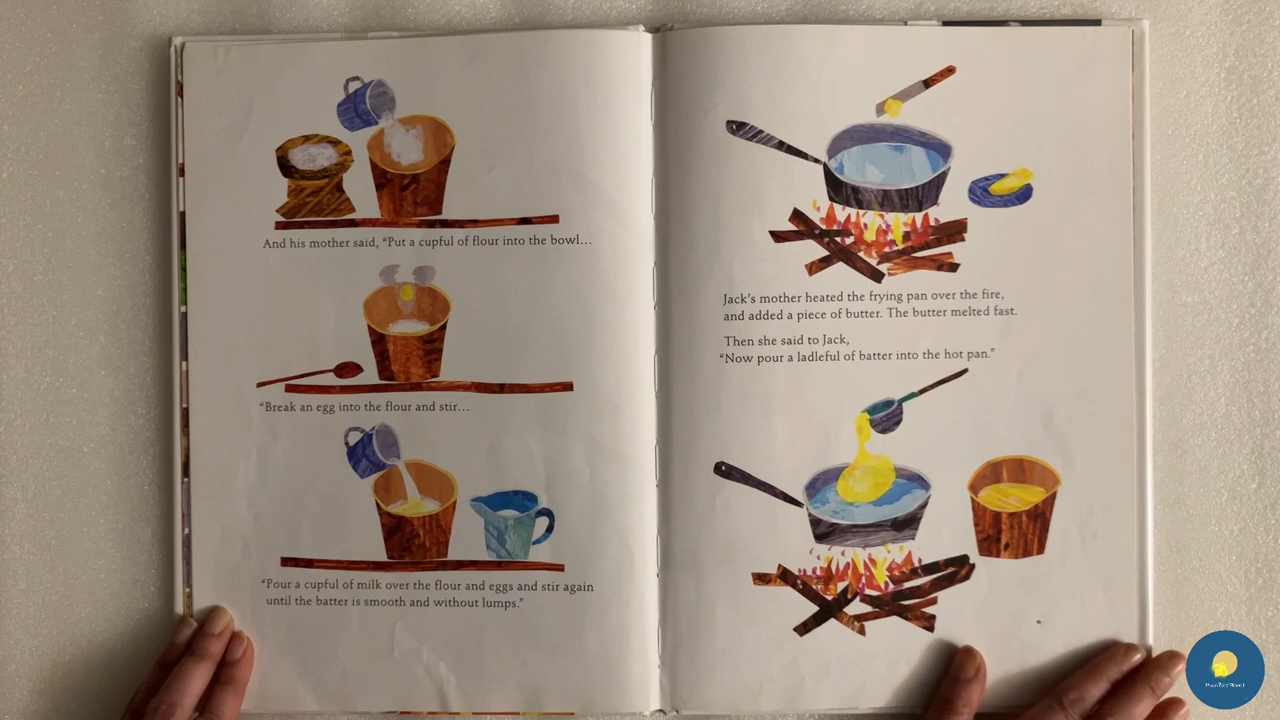 And his mother said, “Put a cupful of flour into the bowl…
“Break an egg into the flour and stir…
“Pour a cupful of milk over the flour and eggs and stir again
until the batter is smooth and without lumps.”
Jack’s mother heated the frying pan over the fire,
and added a piece of butter. The butter melted fast.
Then she said to Jack,
“Now pour a ladleful of batter into the hot pan.”